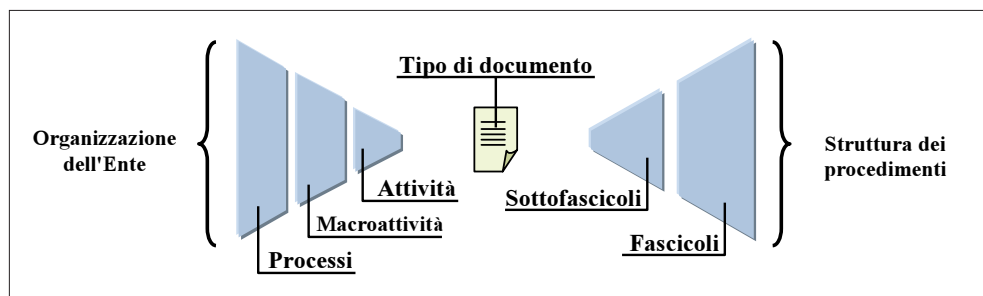 Tipo di documento
Organizzazione
dell'Ente
Struttura dei
procedimenti
Attività
Sottofascicoli
Macroattività
Fascicoli
Processi